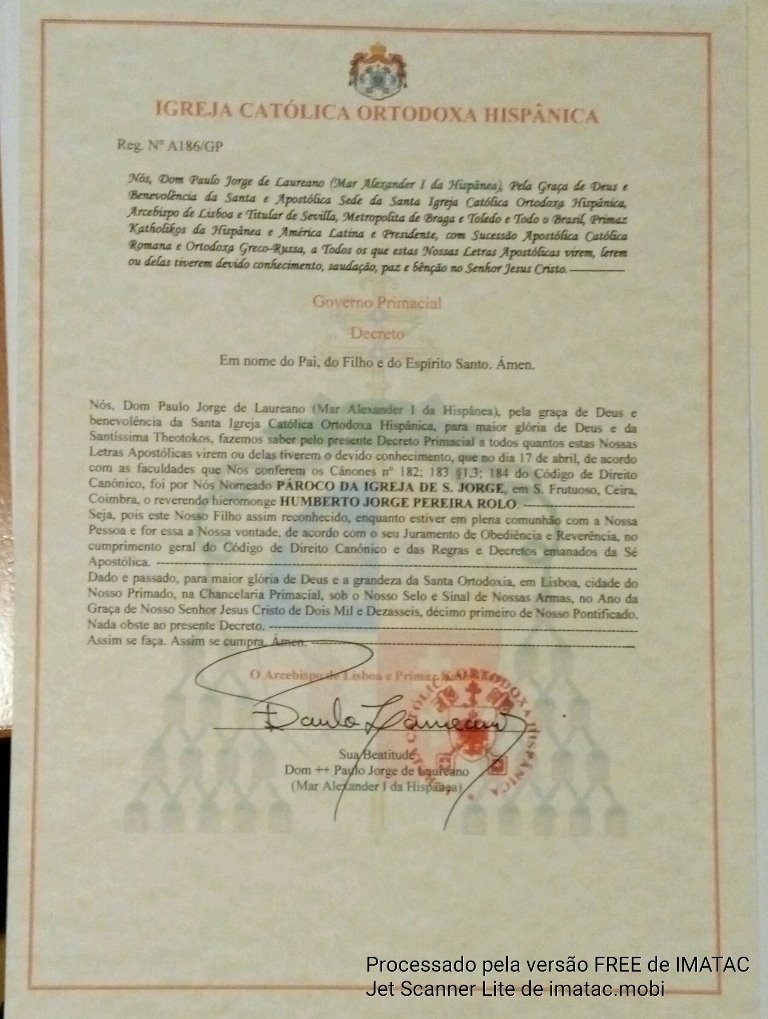 IGREJA CATÓLICA ORTODOXA HISPÂNICA
Reg. Nº A186/GP
Nós, Dom Paulo Jorge de Laureano (Mar Alexander I da Hispânea), Pela Graça de Deus e
Benevolência da Santa e Apostólica Sede da Santa Igreja Católica Ortodoxa Hispânica,
Arcebispo de Lisboa e Titular de Sevilla, Metropolita de Braga e Toledo e Todo o Brasil, Primaz
Katholikos da Hispânea e América Latina e Presidente, com Sucessão Apostólica Católica
Romana e Ortodoxa Greco-Russa, a Todos os que estas Nossas Letras Apostólicas virem, lerem
ou delas tiverem devido conhecimento, saudação, paz e bênção no Senhor Jesus Cristo. ------------
Governo Primacial
Decreto
Em nome do Pai, do Filho e do Espírito Santo. Ámen.
Nós, Dom Paulo Jorge de Laureano (Mar Alexander I da Hispânea), pela graça de Deus e
benevolência da Santa Igreja Católica Ortodoxa Hispânica, para maior glória de Deus e da
Santíssima Theotokos, fazemos saber pelo presente Decreto Primacial a todos quantos estas Nossas
Letras Apostólicas virem ou delas tiverem o devido conhecimento, que no dia 17 de abril, de acordo
com as faculdades que Nos conferem os Cânones nº 182; 183 §1,3; 184 do Código de Direito
Canónico, foi por Nós Nomeado PÁROCO DA IGREJA DE S. JORGE, em S. Frutuoso, Ceira,
Coimbra, o reverendo hieromonge HUMBERTO JORGE PEREIRA ROLO. ------------
Seja, pois este Nosso Filho assim reconhecido, enquanto estiver em plena comunhão com a Nossa
Pessoa e for essa a Nossa vontade, de acordo com o seu Juramento de Obediência e Reverência, no
cumprimento geral do Código de Direito Canónico e das Regras e Decretos emanados da Sé
Apostólica. ------------
Dado e passado, para maior glória de Deus e a grandeza da Santa Ortodoxia, em Lisboa, cidade do
Nosso Primado, na Chancelaria Primacial, sob o Nosso Selo e Sinal de Nossas Armas, no Ano da
Graça de Nosso Senhor Jesus Cristo de Dois Mil e Dezasseis, décimo primeiro de Nosso Pontificado.
Nada obste ao presente Decreto. ------------
Assim se faça. Assim se cumpra. Ámen. ------------
O Arcebispo de Lisboa e Primaz
Paulo Laureano
Sua Beatitude
Dom ++ Paulo Jorge de Laureano
(Mar Alexander I da Hispânea)
CATÓLICA ORTODOXA HISPÂNICA
Processado pela versão FREE de IMATAC
Jet Scanner Lite de imatac.mobi